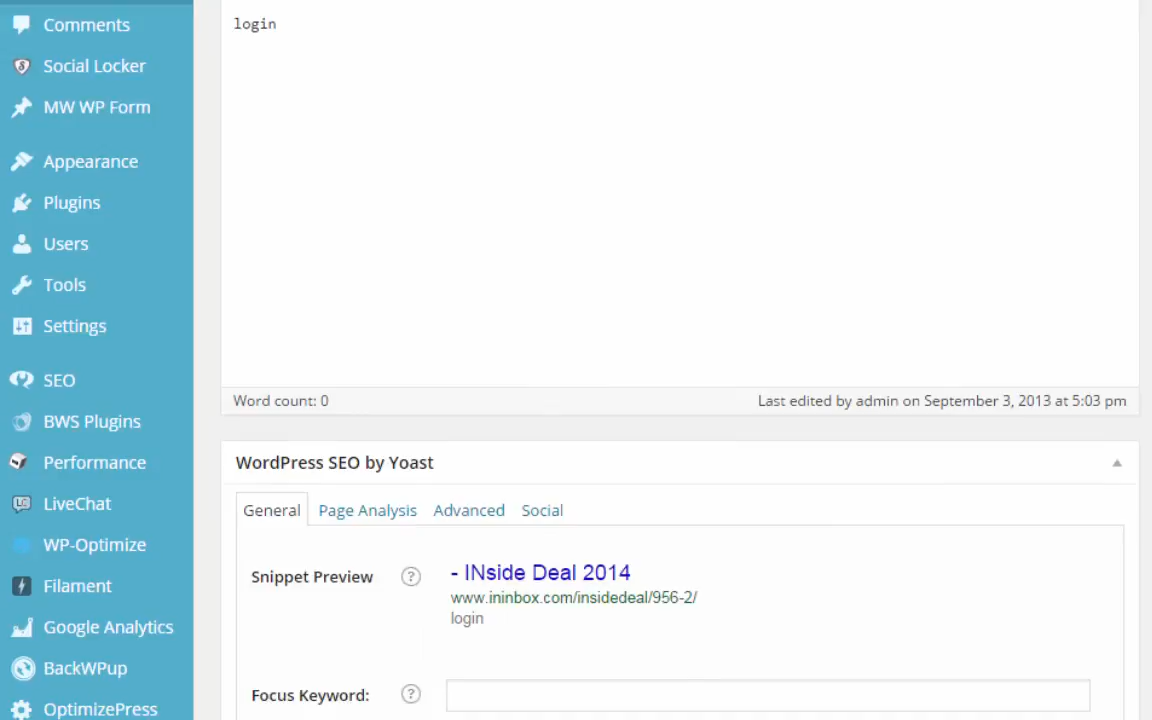 Comments
Social Locker
MW WP Form
Appearance
Plugins
Users
Tools
Settings
SEO
BWS Plugins
Performance
LiveChat
WP-Optimize
Filament
Google Analytics
BackWPup
OptimizePress
login
Word count: 0
Last edited by admin on September 3, 2013 at 5:03 pm
WordPress SEO by Yoast
General Page Analysis Advanced Social
Snippet Preview ?
- INside Deal 2014
www.ininbox.com/insidedeal/956-2/
login
Focus Keyword: ?